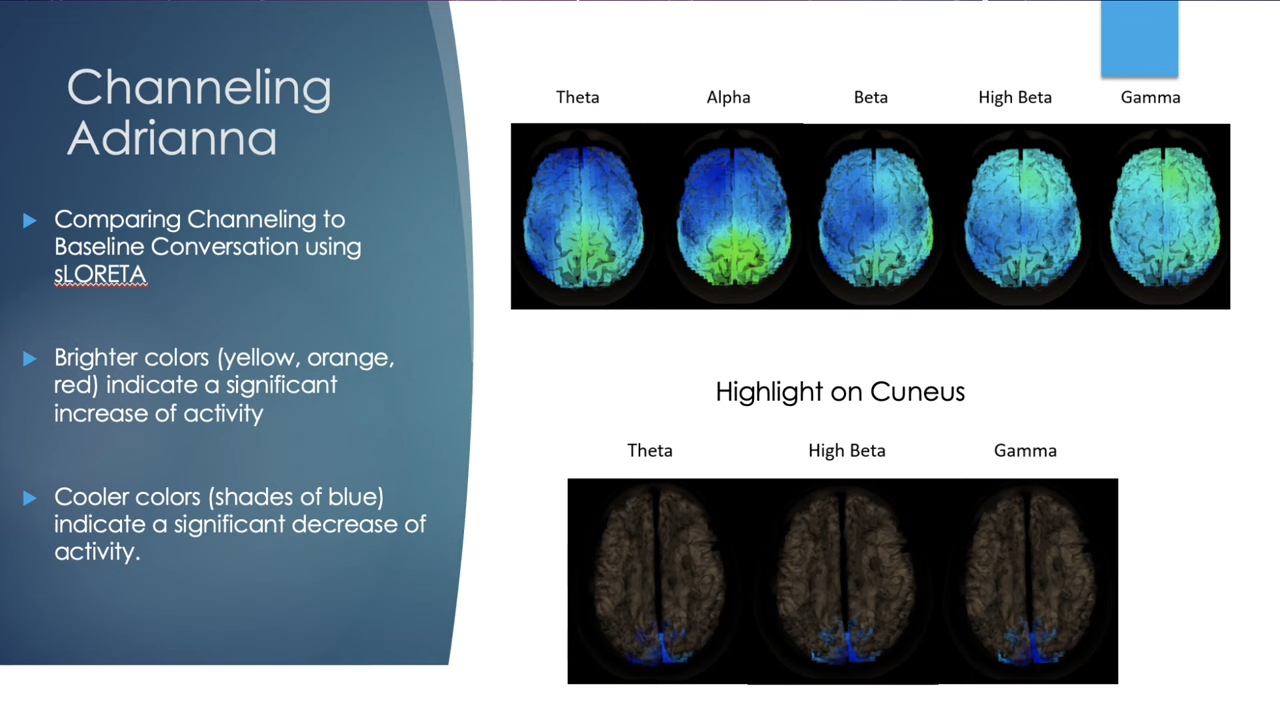 Channeling
Adrianna
Comparing Channeling to
Baseline Conversation using
sLORETA
Brighter colors (yellow, orange,
red) indicate a significant
increase of activity
Cooler colors (shades of blue)
indicate a significant decrease of
activity.
Theta Alpha Beta High Beta Gamma
Highlight on Cuneus
Theta High Beta Gamma